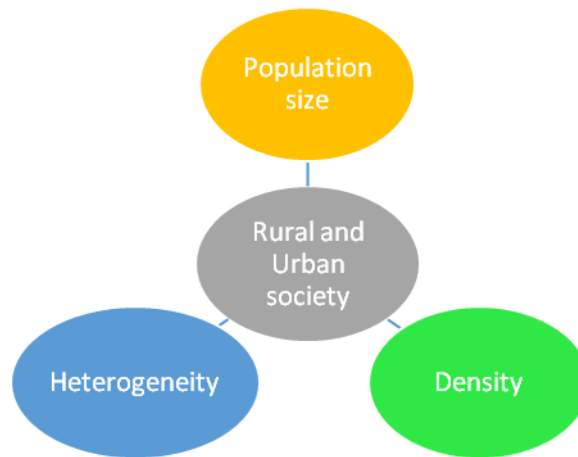 Population
size
Rural and
Urban
society
Heterogeneity
Density